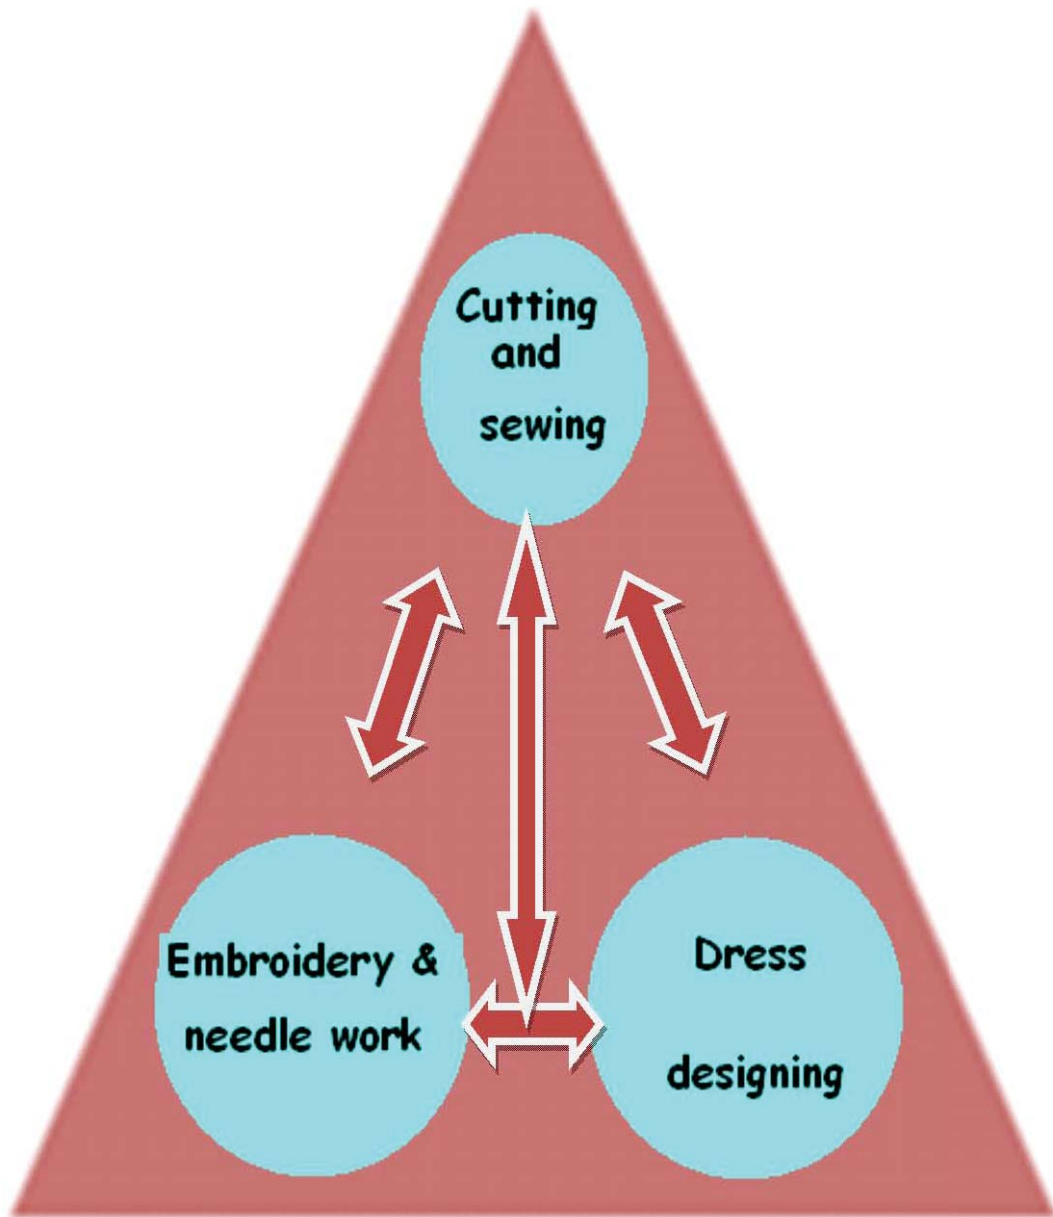 Cutting
and
sewing
Embroidery &
needle work
Dress
designing